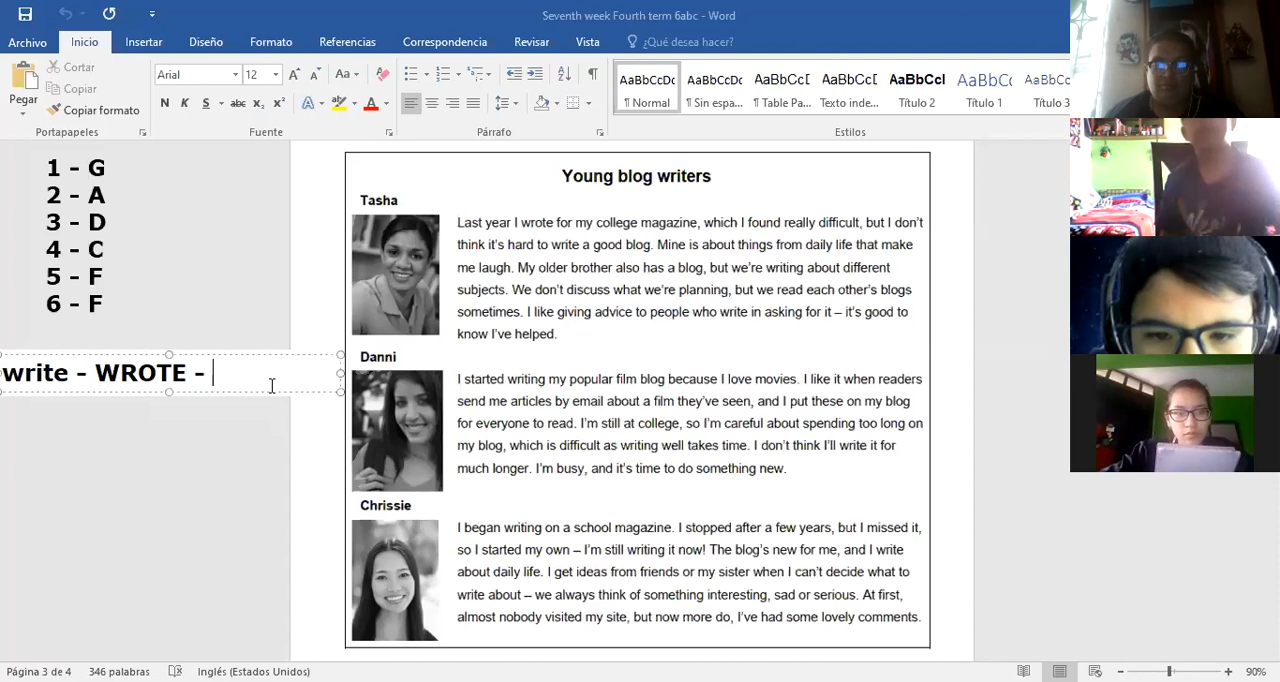 Seventh week Fourth term 6abc - Word
Archivo Inicio Insertar Diseño Formato Referencias Correspondencia Revisar Vista ¿Qué desea hacer?
Pegar
Cortar
Copiar
Copiar formato
Portapapeles
Arial 12
Aa
N K S abc x₂ x²
A A
Fuente
Párrafo
AaBbCcDc AaBbCcDc AaBbCcI AaBbCcI AaBbCcI AaBbC AaBbCc
¶ Normal ¶ Sin espa... ¶ Table Pa... Texto inde... Título 2 Título 1 Título 3
Estilos
1 - G
2 - A
3 - D
4 - C
5 - F
6 - F
write - WROTE -
Young blog writers
Tasha
Last year I wrote for my college magazine, which I found really difficult, but I don't
think it's hard to write a good blog. Mine is about things from daily life that make
me laugh. My older brother also has a blog, but we're writing about different
subjects. We don't discuss what we're planning, but we read each other's blogs
sometimes. I like giving advice to people who write in asking for it – it's good to
know I've helped.
Danni
I started writing my popular film blog because I love movies. I like it when readers
send me articles by email about a film they've seen, and I put these on my blog
for everyone to read. I'm still at college, so I'm careful about spending too long on
my blog, which is difficult as writing well takes time. I don't think I'll write it for
much longer. I'm busy, and it's time to do something new.
Chrissie
I began writing on a school magazine. I stopped after a few years, but I missed it,
so I started my own – I'm still writing it now! The blog's new for me, and I write
about daily life. I get ideas from friends or my sister when I can't decide what to
write about – we always think of something interesting, sad or serious. At first,
almost nobody visited my site, but now more do, I've had some lovely comments.
Página 3 de 4 346 palabras Inglés (Estados Unidos) 90%